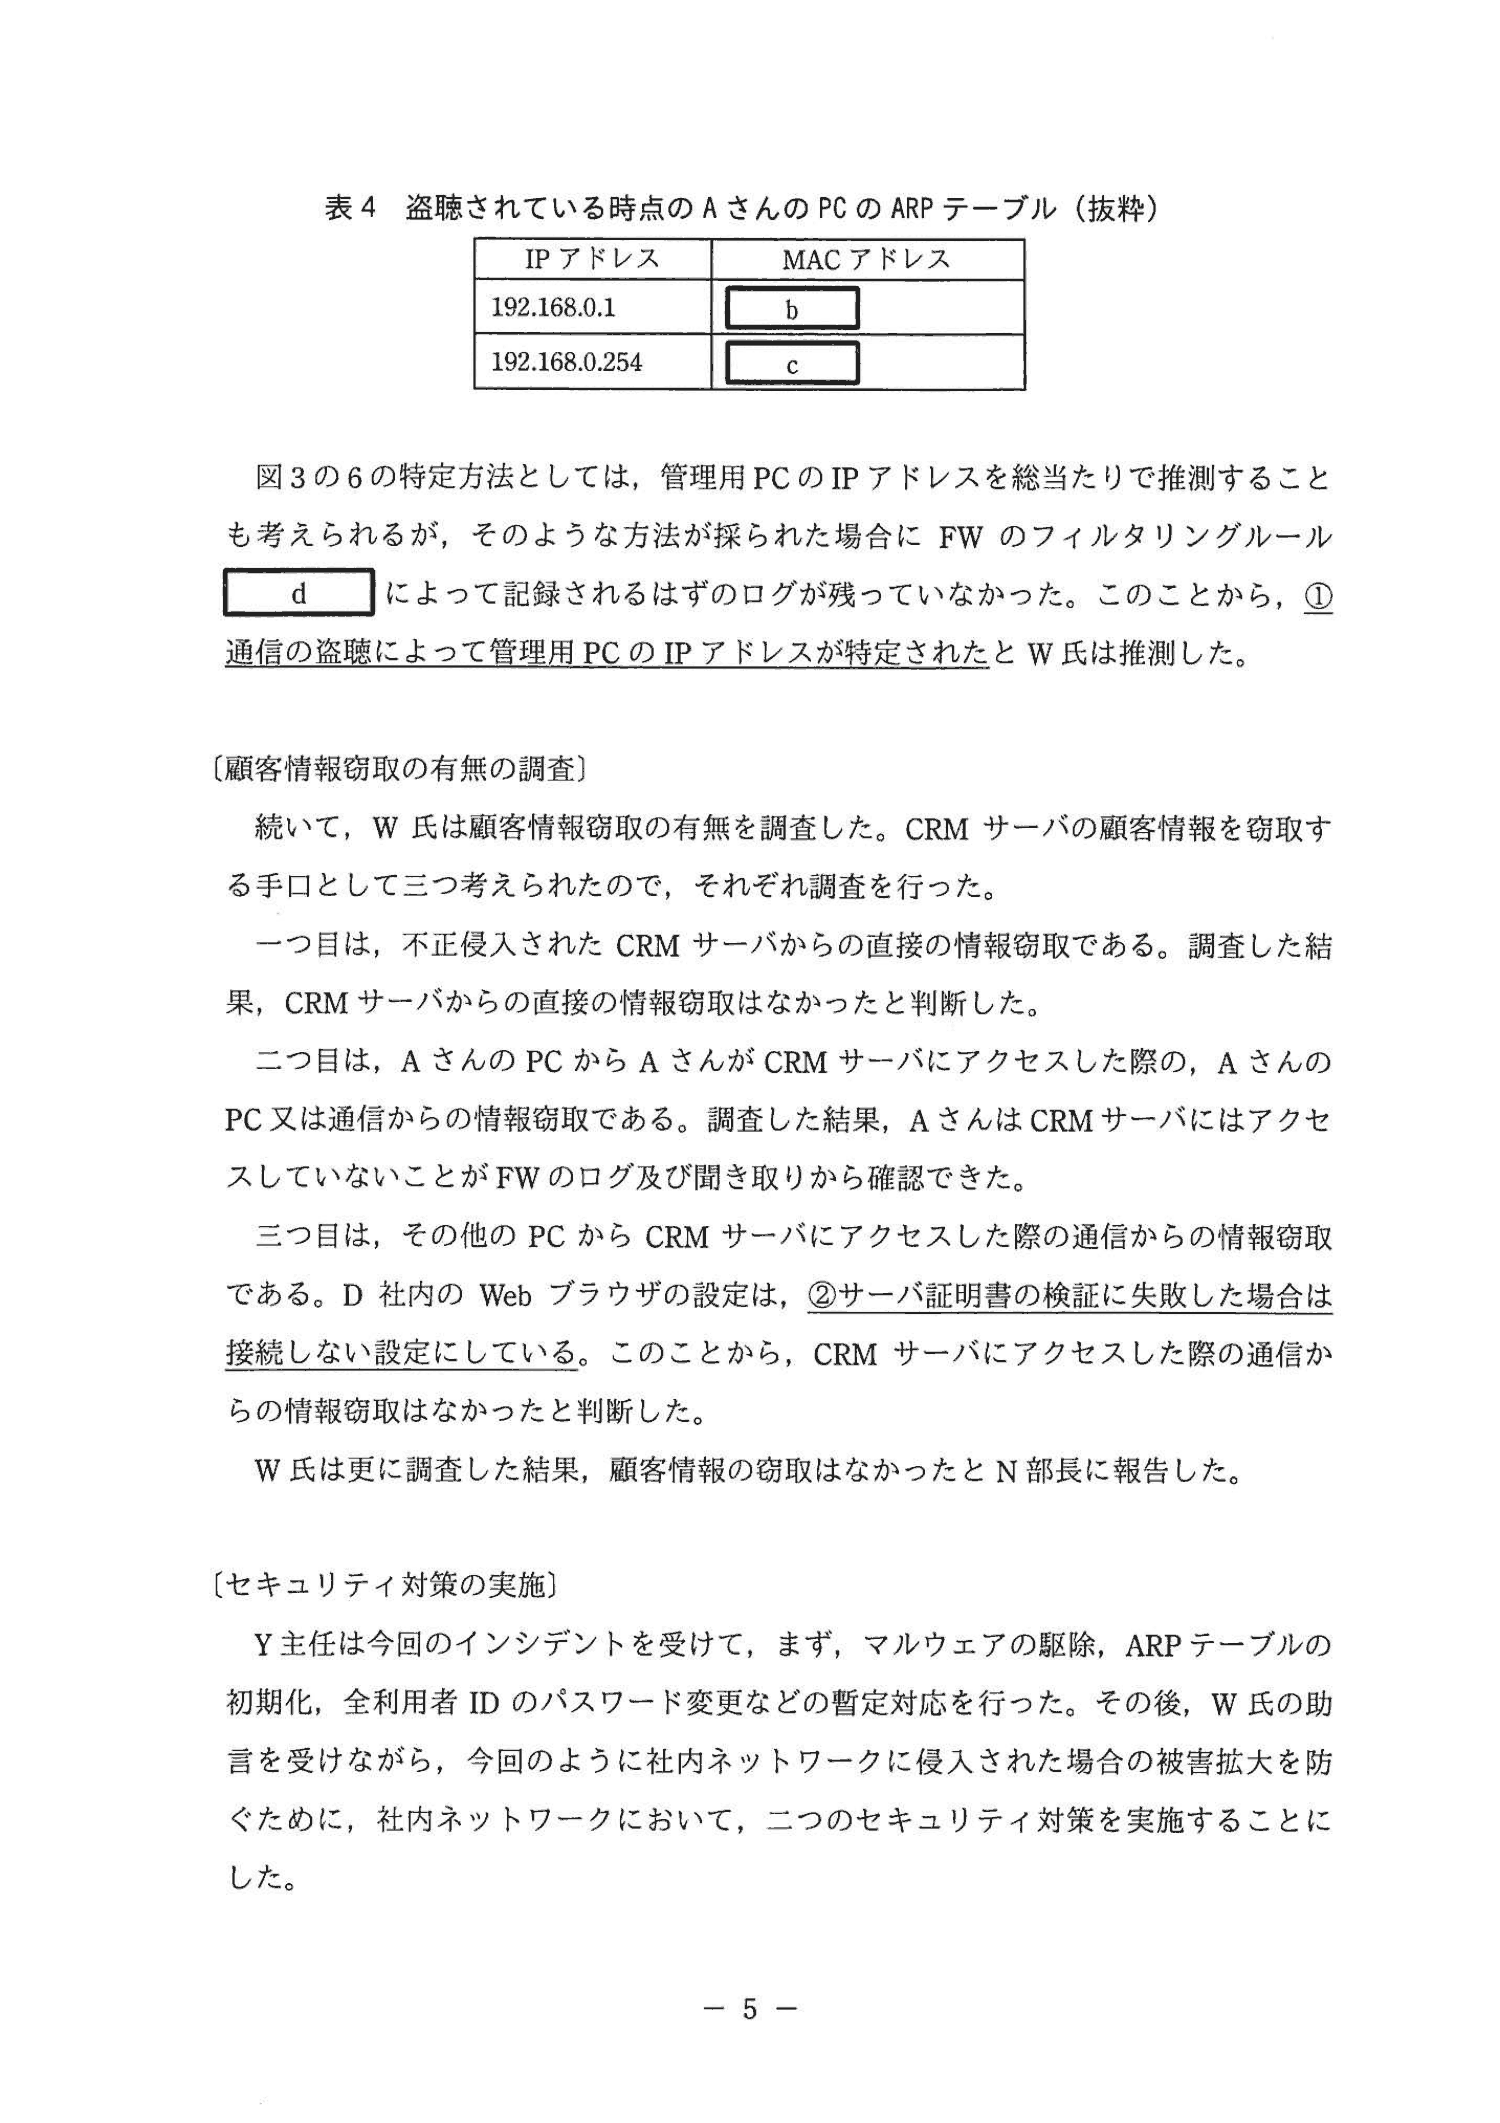 表4 盗聴されている時点のAさんのPCのARPテーブル（抜粋）
IPアドレス MACアドレス
192.168.0.1 b
192.168.0.254 c
図3の6の特定方法としては，管理用PCのIPアドレスを総当たりで推測すること
も考えられるが，そのような方法が採られた場合に FW のフィルタリングルール
d によって記録されるはずのログが残っていなかった。このことから，①
通信の盗聴によって管理用PCのIPアドレスが特定されたとW氏は推測した。
〔顧客情報窃取の有無の調査〕
続いて，W 氏は顧客情報窃取の有無を調査した。CRM サーバの顧客情報を窃取す
る手口として三つ考えられたので，それぞれ調査を行った。
一つ目は，不正侵入された CRM サーバからの直接の情報窃取である。調査した結
果，CRMサーバからの直接の情報窃取はなかったと判断した。
二つ目は，A さんの PC から A さんが CRM サーバにアクセスした際の，A さんの
PC又は通信からの情報窃取である。調査した結果，AさんはCRMサーバにはアクセ
スしていないことがFWのログ及び聞き取りから確認できた。
三つ目は，その他の PC から CRM サーバにアクセスした際の通信からの情報窃取
である。D 社内の Web ブラウザの設定は，②サーバ証明書の検証に失敗した場合は
接続しない設定にしている。このことから，CRM サーバにアクセスした際の通信か
らの情報窃取はなかったと判断した。
W氏は更に調査した結果，顧客情報の窃取はなかったとN部長に報告した。
〔セキュリティ対策の実施〕
Y主任は今回のインシデントを受けて，まず，マルウェアの駆除，ARPテーブルの
初期化，全利用者 ID のパスワード変更などの暫定対応を行った。その後，W 氏の助
言を受けながら，今回のように社内ネットワークに侵入された場合の被害拡大を防
ぐために，社内ネットワークにおいて，二つのセキュリティ対策を実施することに
した。
－ 5 －